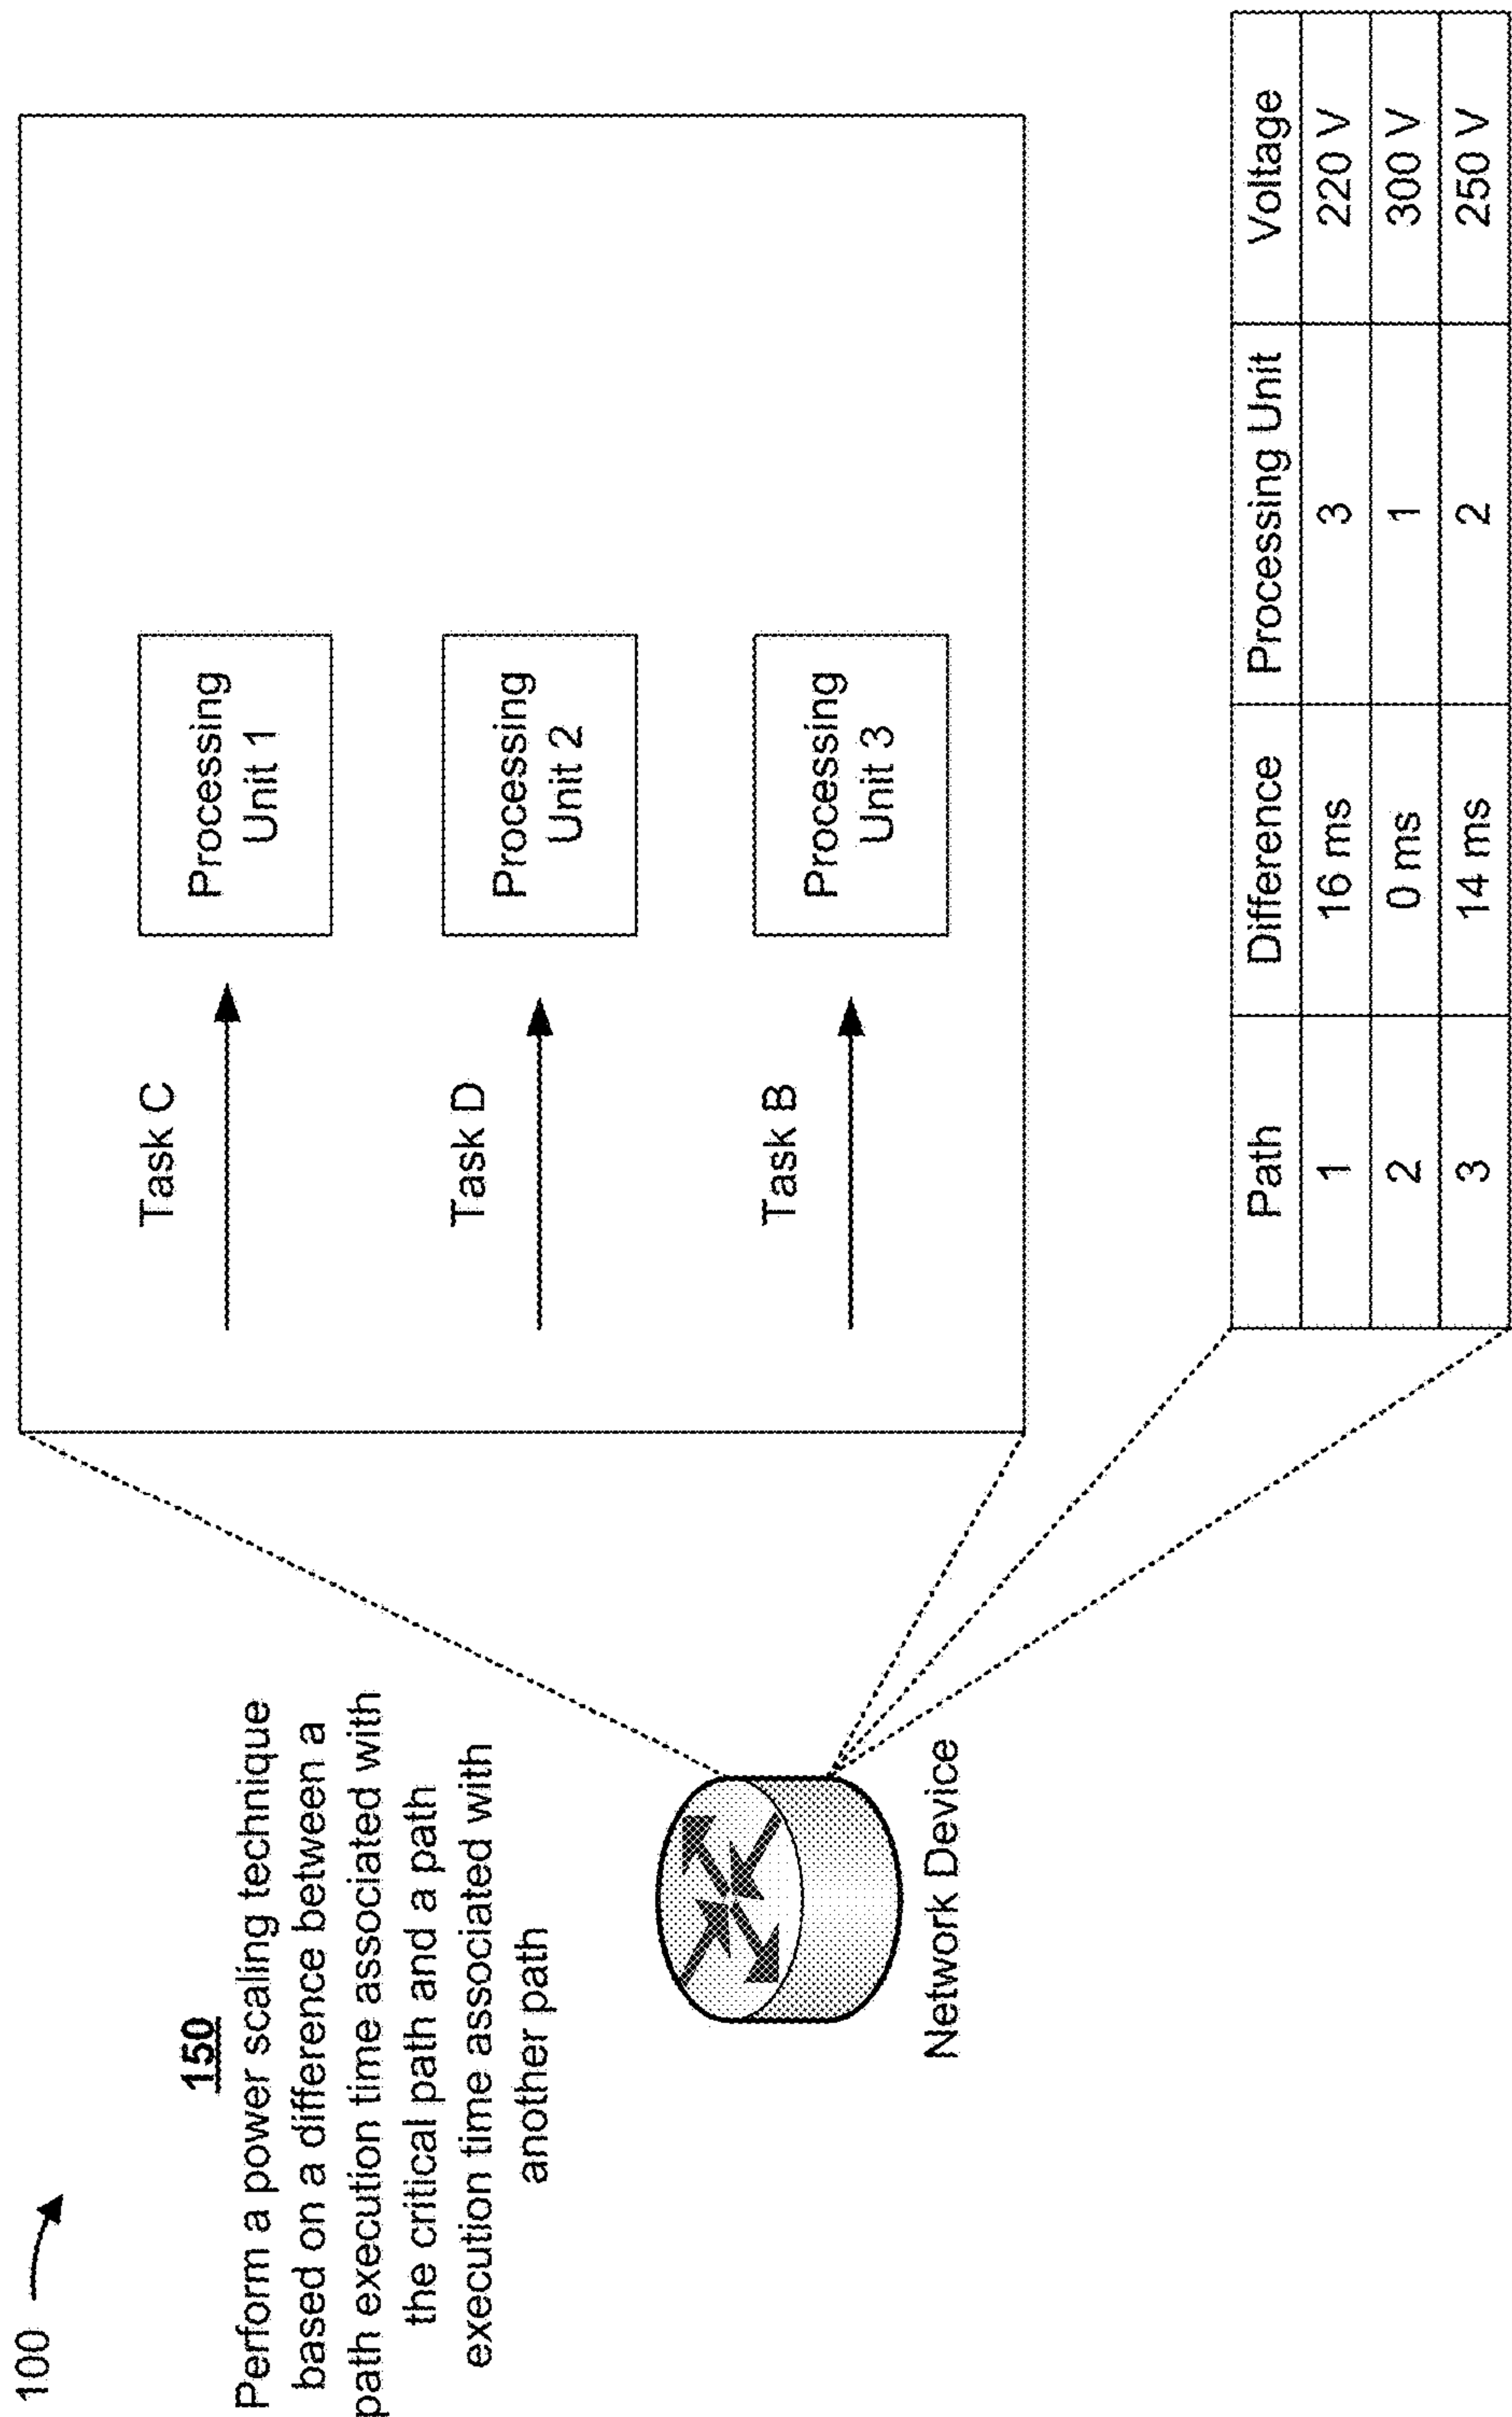 100
150
Perform a power scaling technique
based on a difference between a
path execution time associated with
the critical path and a path
execution time associated with
another path
Network Device
Task C
Processing
Unit 1
Task D
Processing
Unit 2
Task B
Processing
Unit 3
Path Difference Processing Unit Voltage
1 16 ms 3 220 V
2 0 ms 1 300 V
3 14 ms 2 250 V